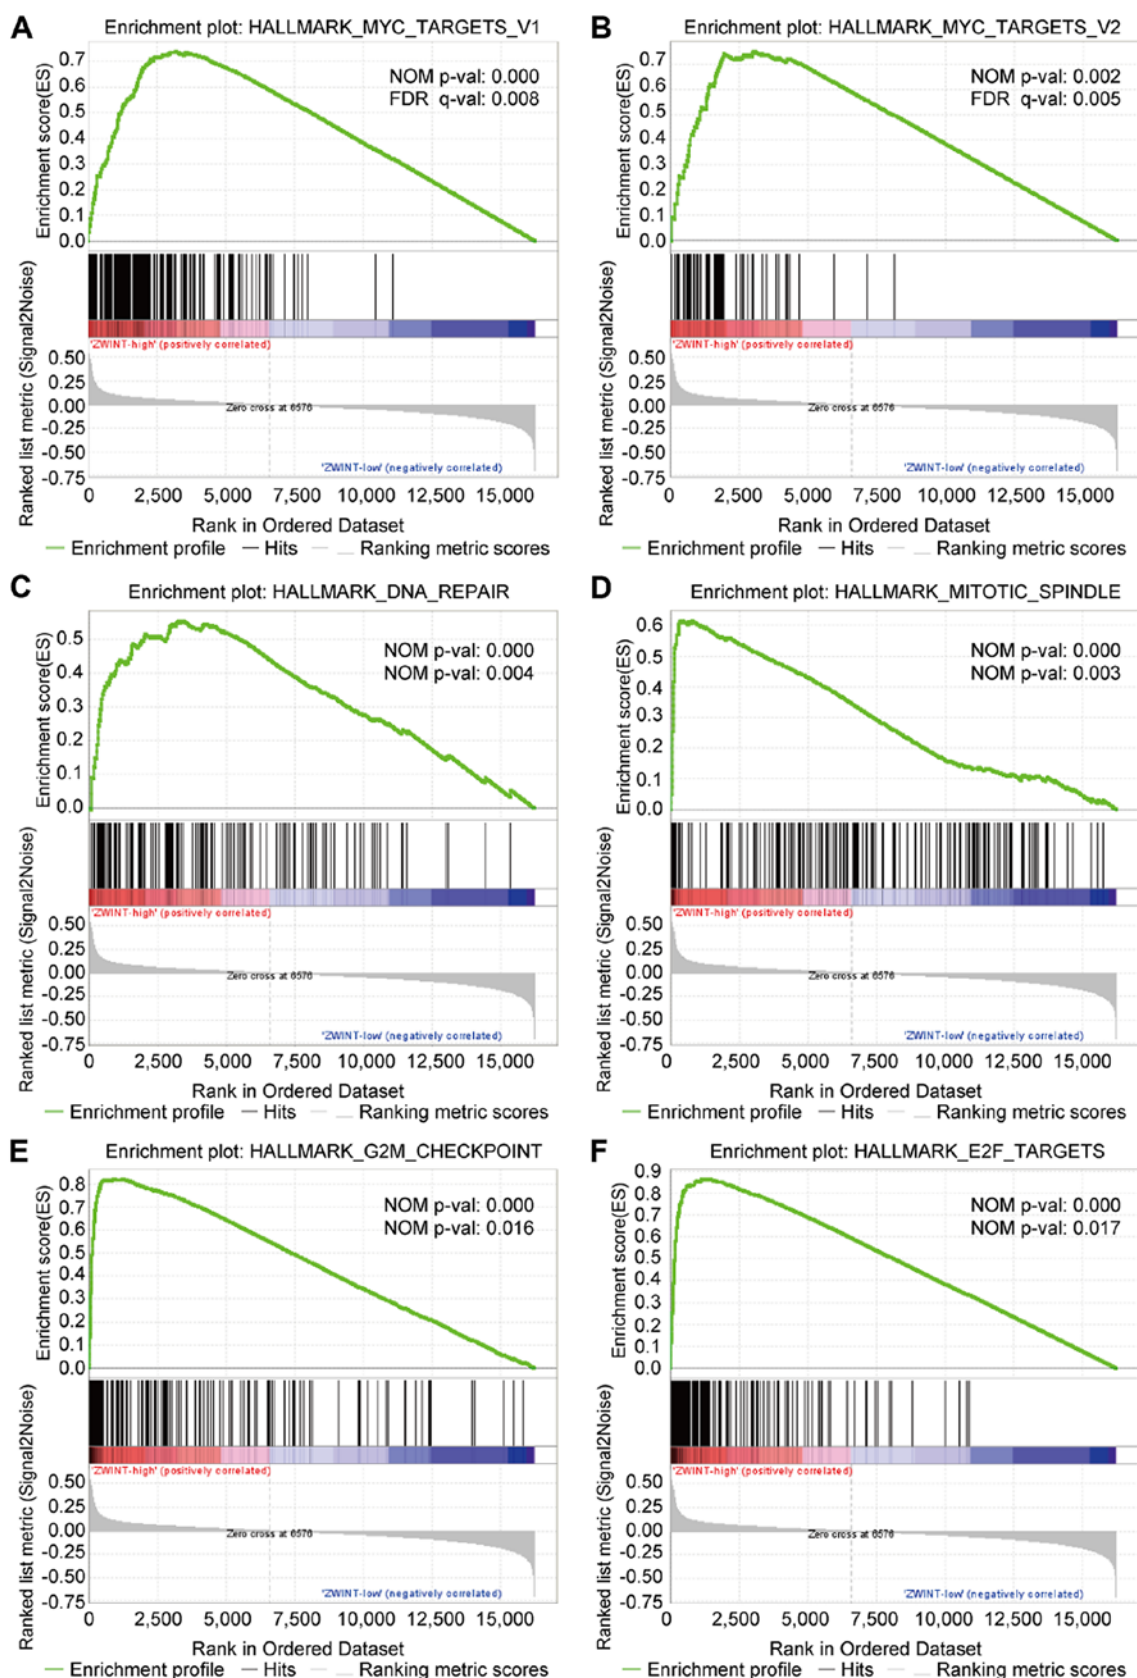 A
Enrichment plot: HALLMARK_MYC_TARGETS_V1
NOM p-val: 0.000
FDR q-val: 0.008
Enrichment score(ES)
0.7
0.6
0.5
0.4
0.3
0.2
0.1
0.0
'ZWINT-high' (positively correlated)
Ranked list metric (Signal2Noise)
0.50
0.25
0.00
-0.25
-0.50
-0.75
Zero cross at 6576
'ZWINT-low' (negatively correlated)
0 2,500 5,000 7,500 10,000 12,500 15,000
Rank in Ordered Dataset
Enrichment profile Hits Ranking metric scores
B
Enrichment plot: HALLMARK_MYC_TARGETS_V2
NOM p-val: 0.002
FDR q-val: 0.005
Enrichment score(ES)
0.7
0.6
0.5
0.4
0.3
0.2
0.1
0.0
'ZWINT-high' (positively correlated)
Ranked list metric (Signal2Noise)
0.50
0.25
0.00
-0.25
-0.50
-0.75
Zero cross at 6576
'ZWINT-low' (negatively correlated)
0 2,500 5,000 7,500 10,000 12,500 15,000
Rank in Ordered Dataset
Enrichment profile Hits Ranking metric scores
C
Enrichment plot: HALLMARK_DNA_REPAIR
NOM p-val: 0.000
NOM p-val: 0.004
Enrichment score(ES)
0.5
0.4
0.3
0.2
0.1
0.0
'ZWINT-high' (positively correlated)
Ranked list metric (Signal2Noise)
0.50
0.25
0.00
-0.25
-0.50
-0.75
Zero cross at 6576
'ZWINT-low' (negatively correlated)
0 2,500 5,000 7,500 10,000 12,500 15,000
Rank in Ordered Dataset
Enrichment profile Hits Ranking metric scores
D
Enrichment plot: HALLMARK_MITOTIC_SPINDLE
NOM p-val: 0.000
NOM p-val: 0.003
Enrichment score(ES)
0.6
0.5
0.4
0.3
0.2
0.1
0.0
'ZWINT-high' (positively correlated)
Ranked list metric (Signal2Noise)
0.50
0.25
0.00
-0.25
-0.50
-0.75
Zero cross at 6576
'ZWINT-low' (negatively correlated)
0 2,500 5,000 7,500 10,000 12,500 15,000
Rank in Ordered Dataset
Enrichment profile Hits Ranking metric scores
E
Enrichment plot: HALLMARK_G2M_CHECKPOINT
NOM p-val: 0.000
NOM p-val: 0.016
Enrichment score(ES)
0.8
0.7
0.6
0.5
0.4
0.3
0.2
0.1
0.0
'ZWINT-high' (positively correlated)
Ranked list metric (Signal2Noise)
0.50
0.25
0.00
-0.25
-0.50
-0.75
Zero cross at 6576
'ZWINT-low' (negatively correlated)
0 2,500 5,000 7,500 10,000 12,500 15,000
Rank in Ordered Dataset
Enrichment profile Hits Ranking metric scores
F
Enrichment plot: HALLMARK_E2F_TARGETS
NOM p-val: 0.000
NOM p-val: 0.017
Enrichment score(ES)
0.9
0.8
0.7
0.6
0.5
0.4
0.3
0.2
0.1
0.0
'ZWINT-high' (positively correlated)
Ranked list metric (Signal2Noise)
0.50
0.25
0.00
-0.25
-0.50
-0.75
Zero cross at 6576
'ZWINT-low' (negatively correlated)
0 2,500 5,000 7,500 10,000 12,500 15,000
Rank in Ordered Dataset
Enrichment profile Hits Ranking metric scores